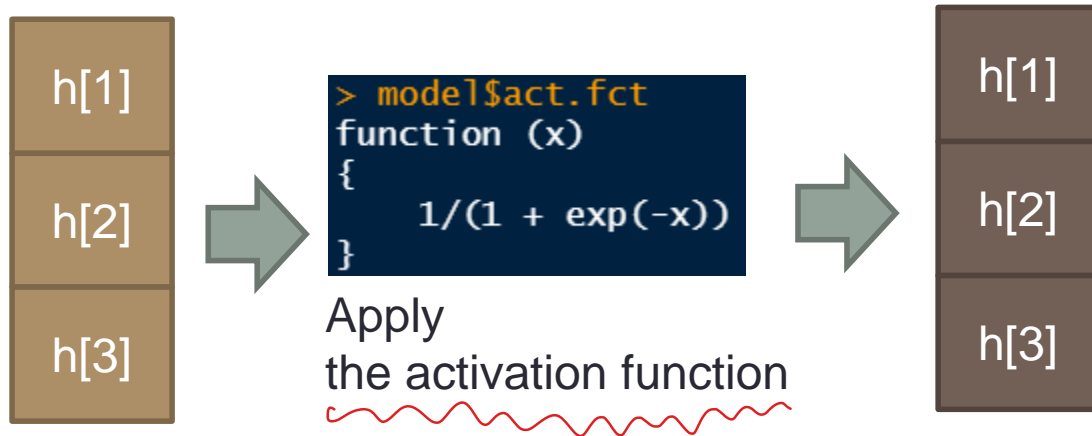 h[1]
h[2]
h[3]
> model$act.fct
function (x)
{
    1/(1 + exp(-x))
}
Apply
the activation function
h[1]
h[2]
h[3]